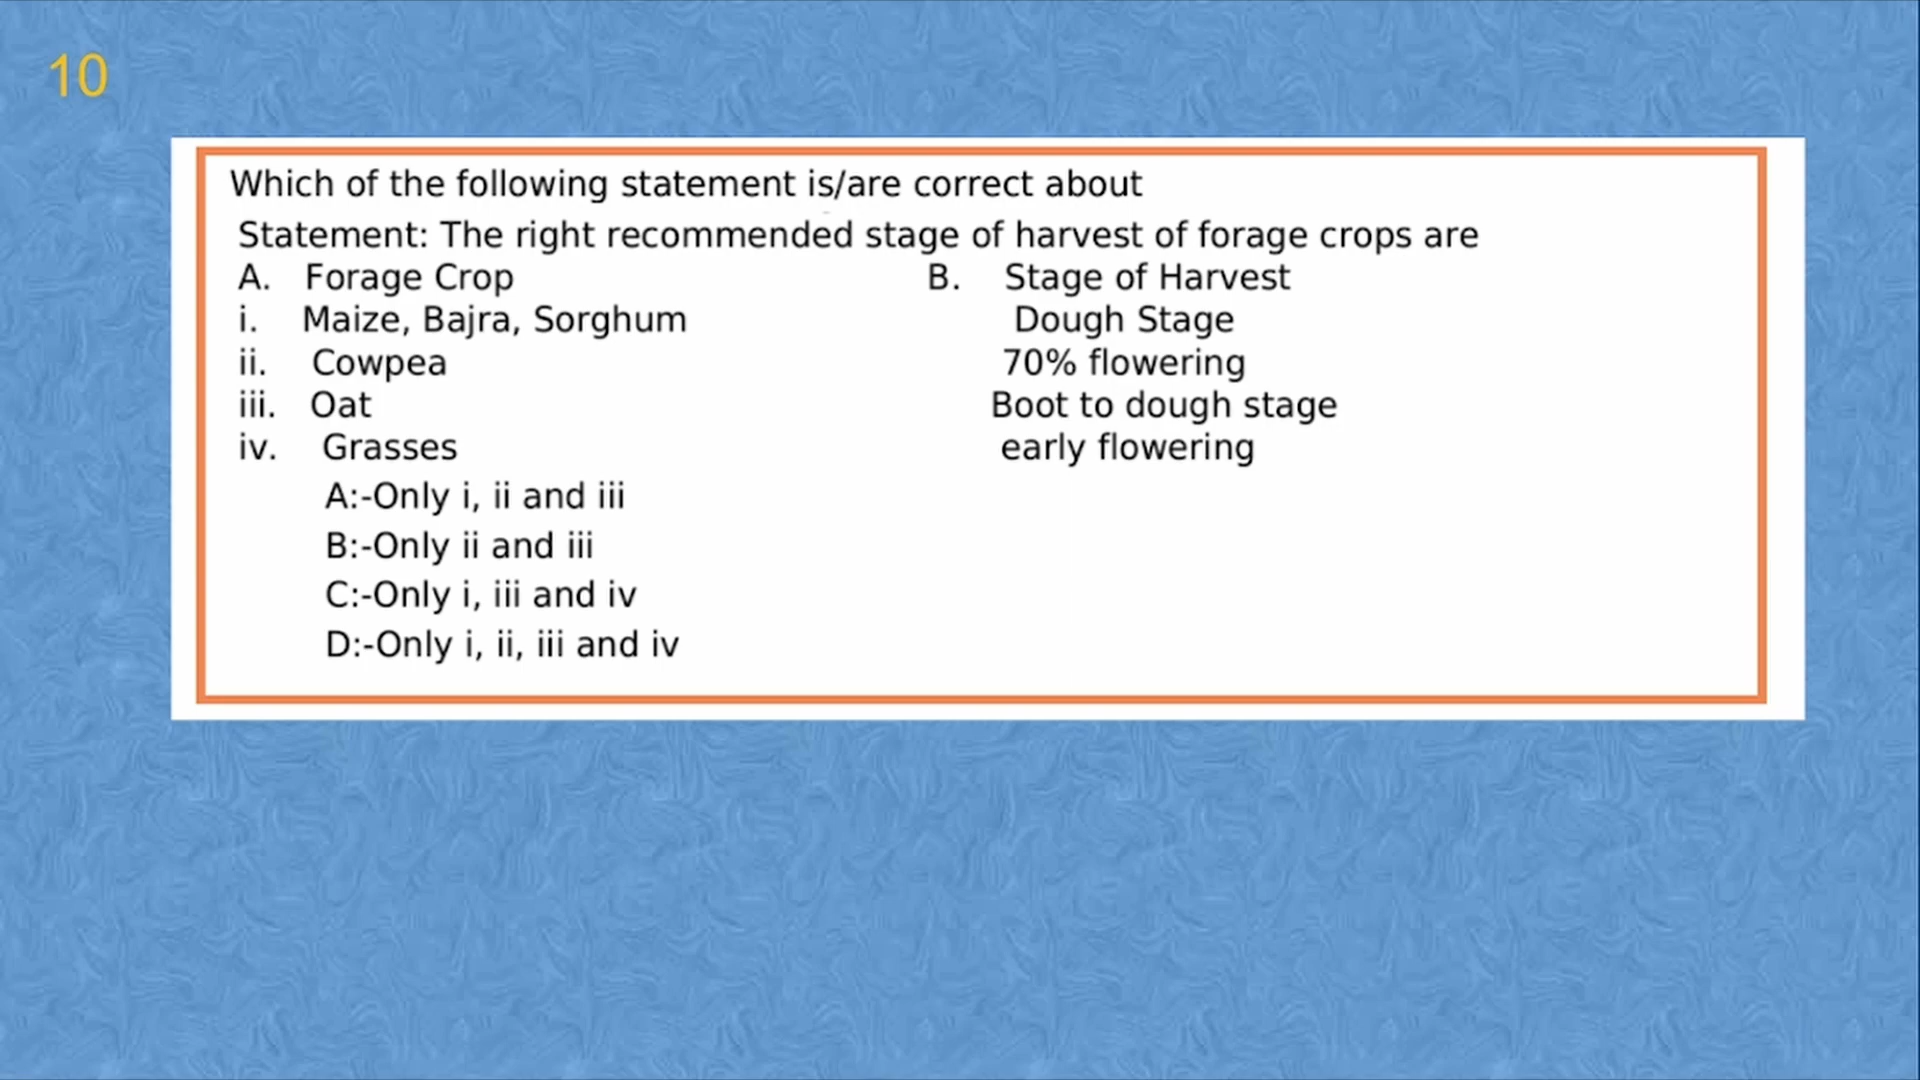 10
Which of the following statement is/are correct about
Statement: The right recommended stage of harvest of forage crops are
A. Forage Crop B. Stage of Harvest
i. Maize, Bajra, Sorghum Dough Stage
ii. Cowpea 70% flowering
iii. Oat Boot to dough stage
iv. Grasses early flowering
A:-Only i, ii and iii
B:-Only ii and iii
C:-Only i, iii and iv
D:-Only i, ii, iii and iv